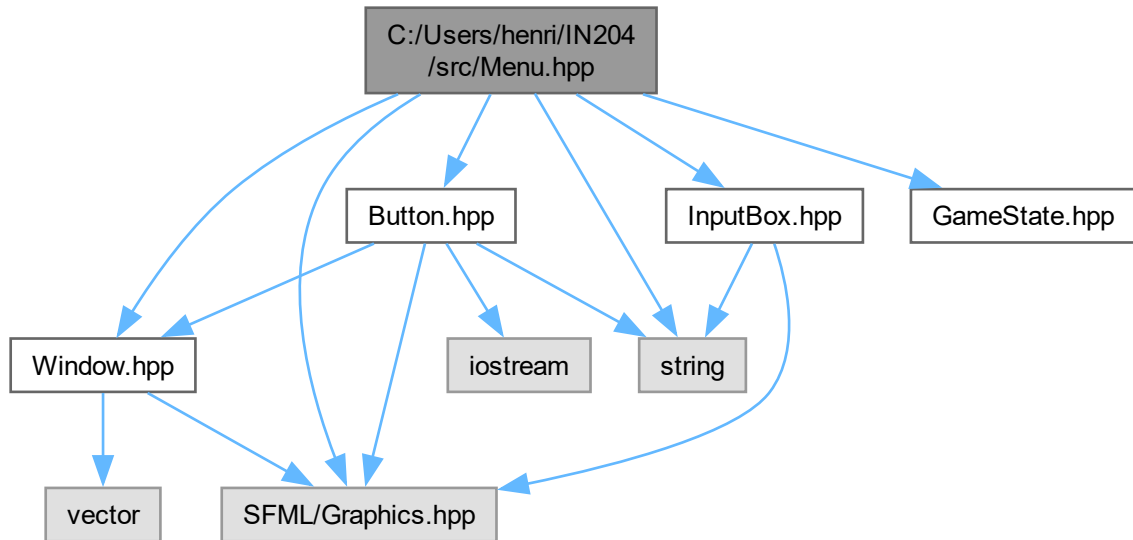 C:/Users/henri/IN204
/src/Menu.hpp
Button.hpp
InputBox.hpp
GameState.hpp
Window.hpp
iostream
string
vector
SFML/Graphics.hpp